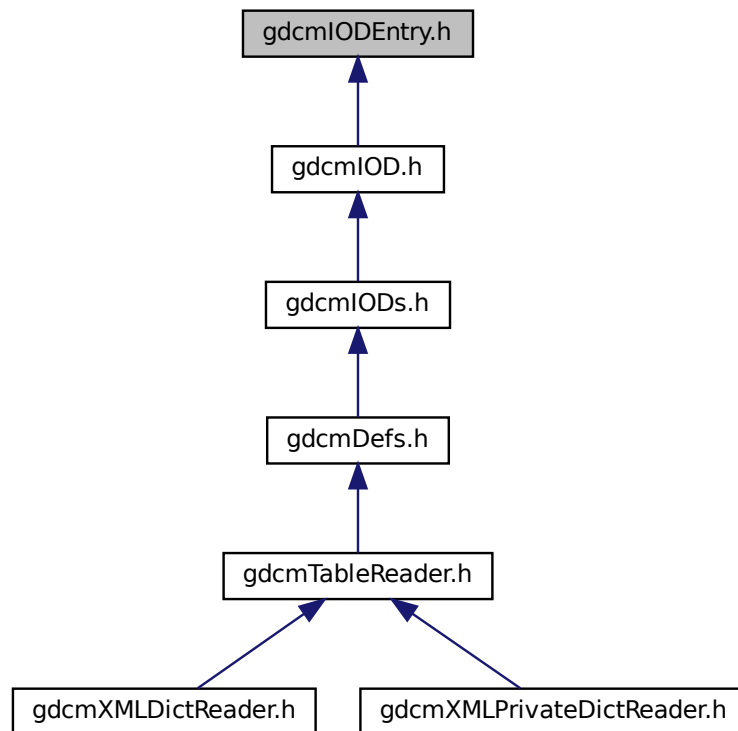 gdcmIODEntry.h
gdcmIOD.h
gdcmIODs.h
gdcmDefs.h
gdcmTableReader.h
gdcmXMLDictReader.h
gdcmXMLPrivateDictReader.h